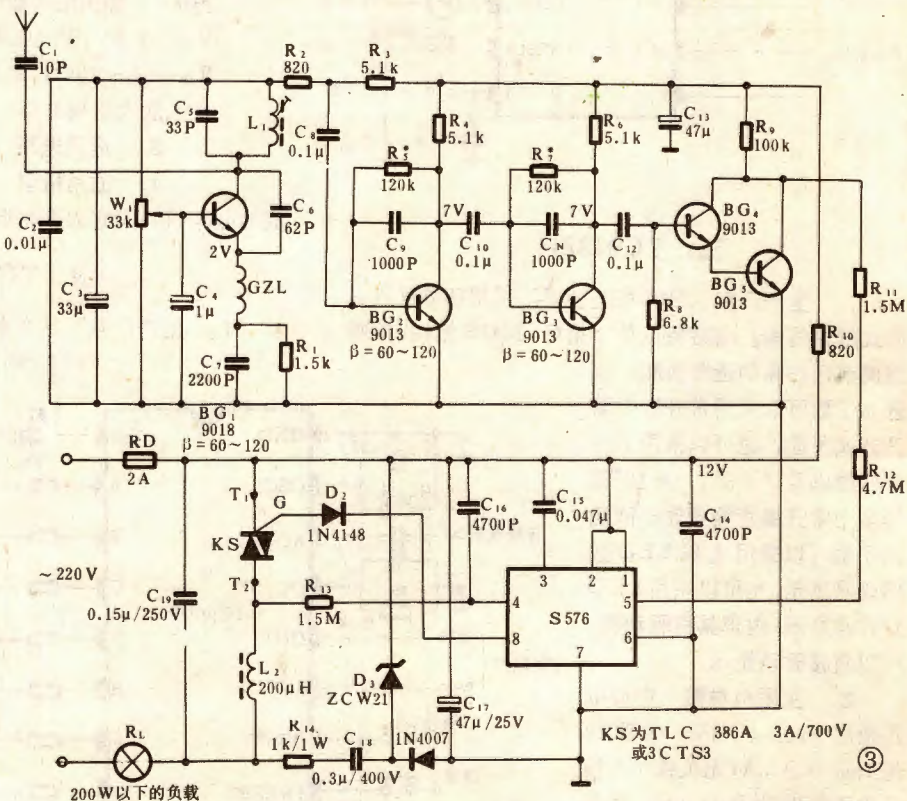 C₁
10P
C₂
0.01μ
C₃
33μ
W₁
33k
C₄
1μ
C₅
33P
L₁
R₂
820
R₃
5.1k
C₈
0.1μ
2V
C₆
62P
GZL
C₇
2200P
R₁
1.5k
BG₁
9018
β=60~120
R₄
5.1k
R₅*
120k
C₉
1000P
7V
C₁₀
0.1μ
BG₂
9013
β=60~120
R₆
5.1k
R₇*
120k
C_N
1000P
7V
C₁₂
0.1μ
BG₃
9013
β=60~120
C₁₃
47μ
R₉
100k
BG₄
9013
BG₅
9013
R₈
6.8k
R₁₁
1.5M
R₁₀
820
RD
2A
~220V
C₁₉
0.15μ/250V
T₁
G
KS
T₂
D₂
1N4148
R₁₃
1.5M
L₂
200μH
R₁₄
1k/1W
C₁₈
0.3μ/400V
D₃
ZCW21
1N4007
C₁₆
4700P
C₁₇
47μ/25V
C₁₅
0.047μ
12V
C₁₄
4700P
R₁₂
4.7M
3 2 1
4 S576 5
8 6
7
R_L
200W以下的负载
KS为TLC 386A 3A/700V
或3CTS3
③